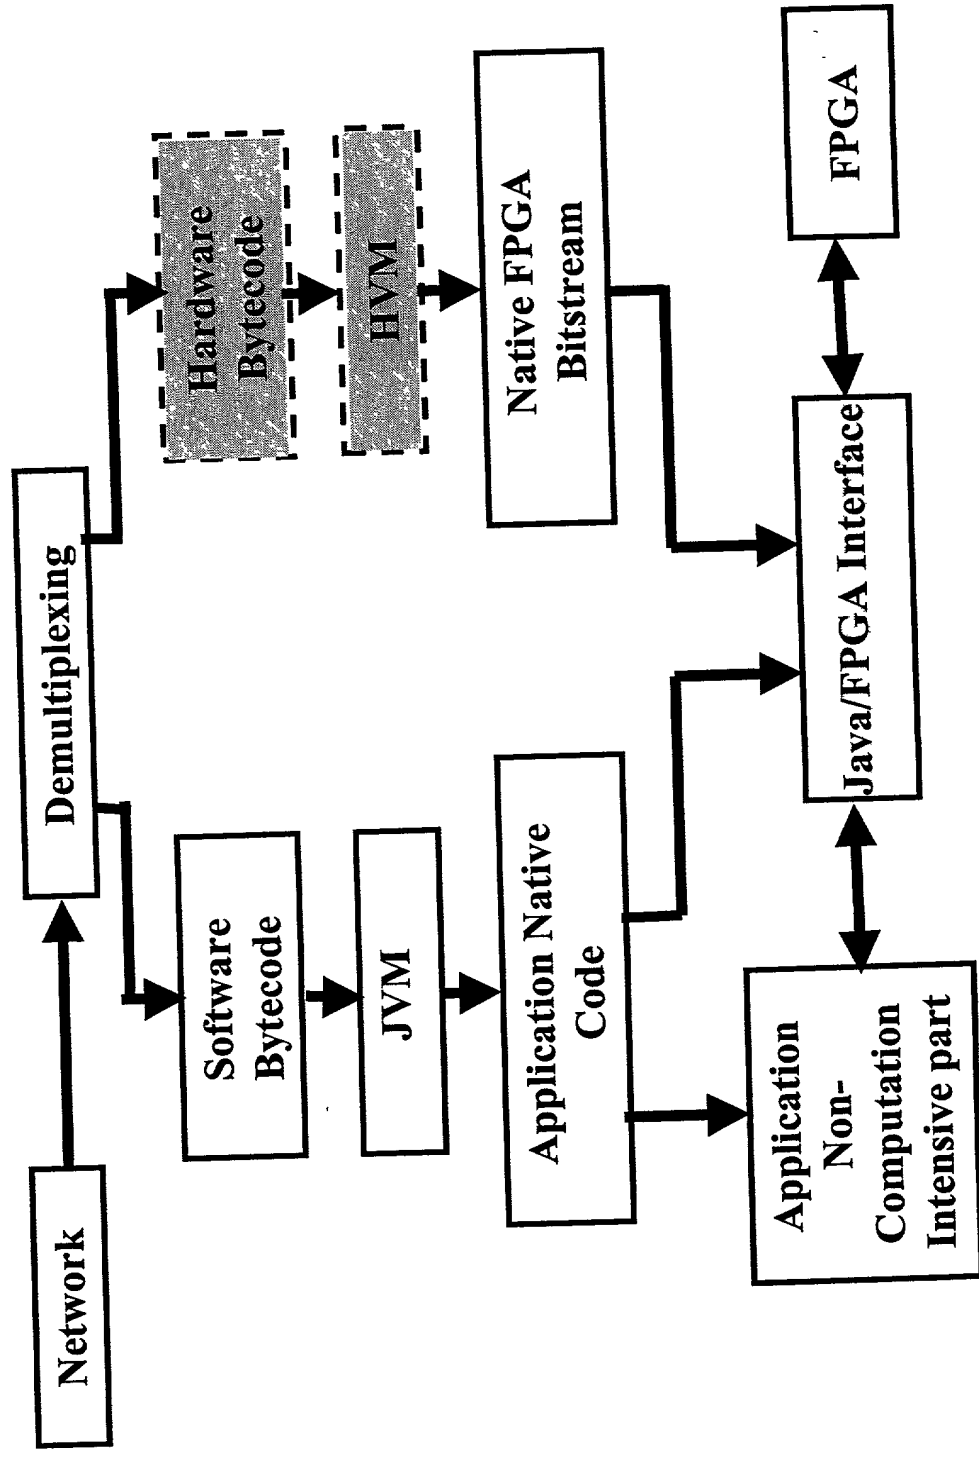 Network
Demultiplexing
Software
Bytecode
JVM
Application Native
Code
Application
Non-
Computation
Intensive part
Hardware
Bytecode
HVM
Native FPGA
Bitstream
Java/FPGA Interface
FPGA